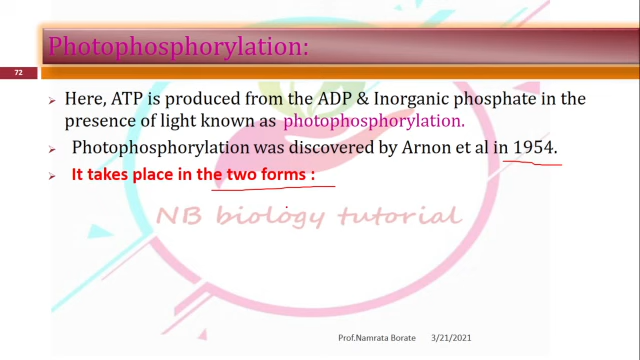 Photophosphorylation:
72
➢ Here, ATP is produced from the ADP & Inorganic phosphate in the
presence of light known as photophosphorylation.
➢ Photophosphorylation was discovered by Arnon et al in 1954.
➢ It takes place in the two forms :
NB biology tutorial
Prof.Namrata Borate 3/21/2021